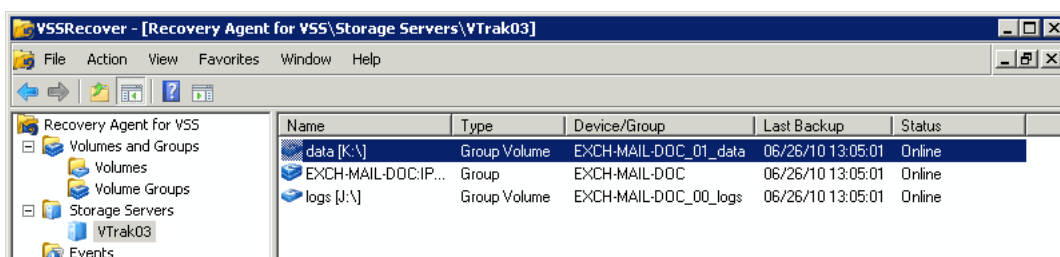 VSSRecover - [Recovery Agent for VSS\Storage Servers\VTrak03]
File Action View Favorites Window Help
Recovery Agent for VSS
Volumes and Groups
Volumes
Volume Groups
Storage Servers
VTrak03
Events
Name Type Device/Group Last Backup Status
data [K:\] Group Volume EXCH-MAIL-DOC_01_data 06/26/10 13:05:01 Online
EXCH-MAIL-DOC:IP... Group EXCH-MAIL-DOC 06/26/10 13:05:01 Online
logs [J:\] Group Volume EXCH-MAIL-DOC_00_logs 06/26/10 13:05:01 Online